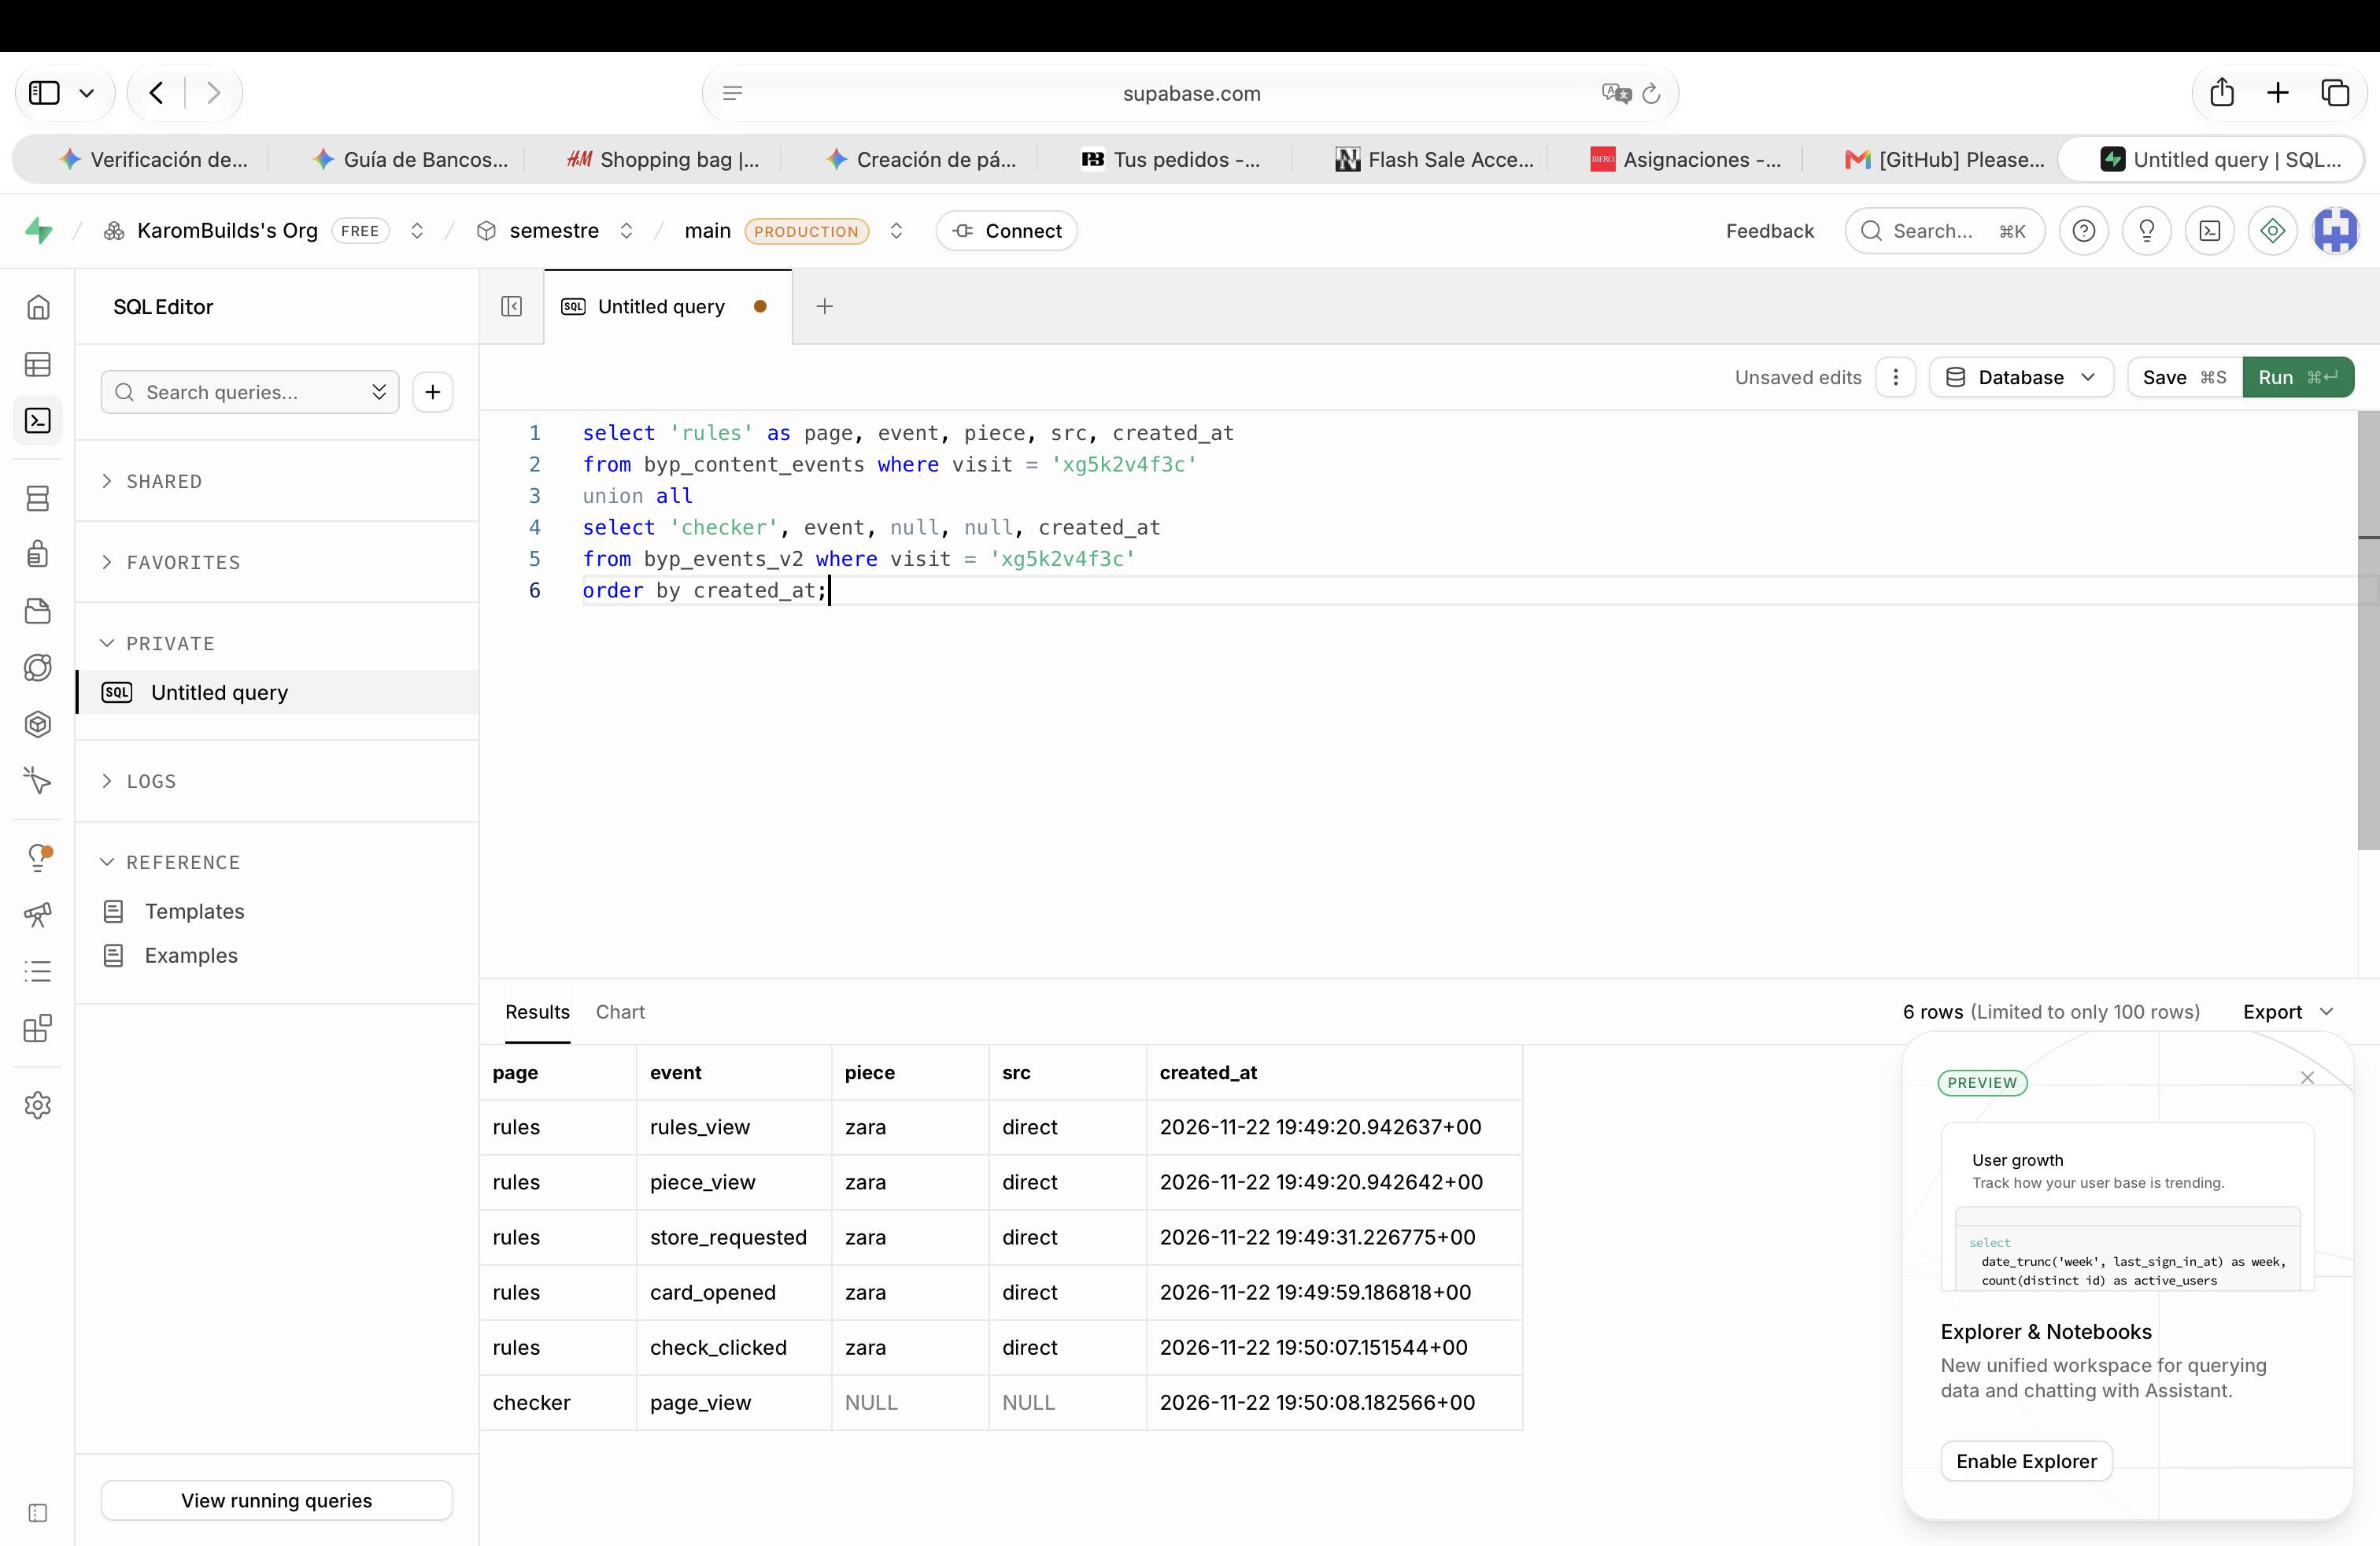 supabase.com
Verificación de...
Guía de Bancos...
H&M Shopping bag |...
Creación de pá...
PB Tus pedidos -...
N Flash Sale Acce...
IBERO Asignaciones -...
[GitHub] Please...
Untitled query | SQL...
/ KaromBuilds's Org FREE / semestre / main PRODUCTION Connect
Feedback Search... ⌘K
SQL Editor
SQL Untitled query
Search queries...
Unsaved edits Database Save ⌘S Run ⌘↵
SHARED
FAVORITES
PRIVATE
SQL Untitled query
LOGS
REFERENCE
Templates
Examples
View running queries
1 select 'rules' as page, event, piece, src, created_at
2 from byp_content_events where visit = 'xg5k2v4f3c'
3 union all
4 select 'checker', event, null, null, created_at
5 from byp_events_v2 where visit = 'xg5k2v4f3c'
6 order by created_at;
Results Chart 6 rows (Limited to only 100 rows) Export
page event piece src created_at
rules rules_view zara direct 2026-11-22 19:49:20.942637+00
rules piece_view zara direct 2026-11-22 19:49:20.942642+00
rules store_requested zara direct 2026-11-22 19:49:31.226775+00
rules card_opened zara direct 2026-11-22 19:49:59.186818+00
rules check_clicked zara direct 2026-11-22 19:50:07.151544+00
checker page_view NULL NULL 2026-11-22 19:50:08.182566+00
PREVIEW
User growth
Track how your user base is trending.
select
date_trunc('week', last_sign_in_at) as week,
count(distinct id) as active_users
Explorer & Notebooks
New unified workspace for querying
data and chatting with Assistant.
Enable Explorer